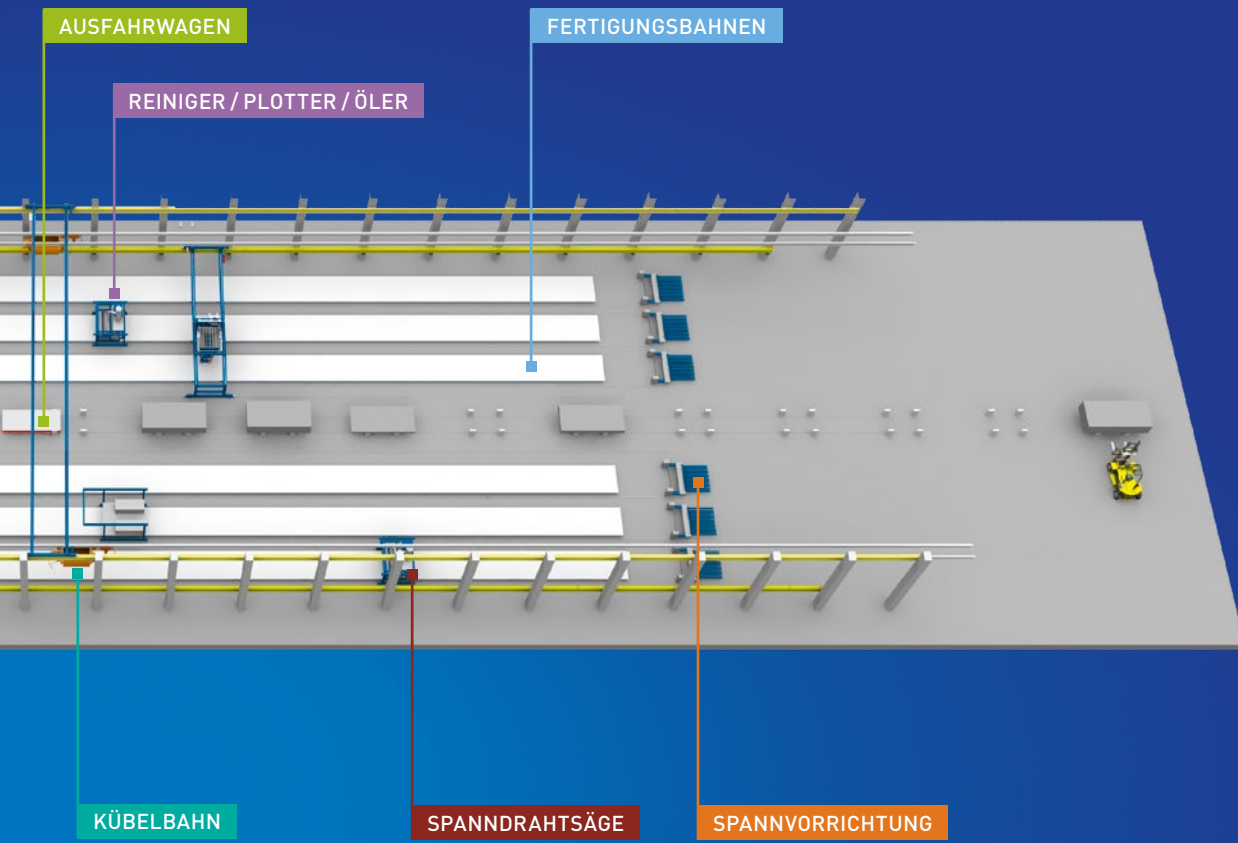 AUSFAHRWAGEN
FERTIGUNGSBAHNEN
REINIGER / PLOTTER / ÖLER
KÜBELBAHN
SPANNDRAHTSÄGE
SPANNVORRICHTUNG